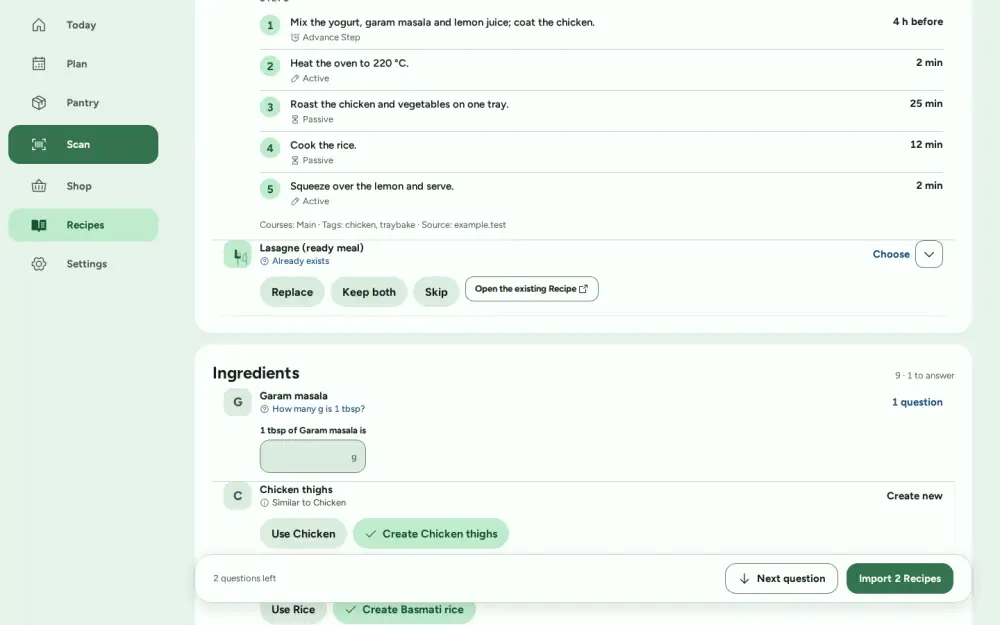 Today
Plan
Pantry
Scan
Shop
Recipes
Settings
1
Mix the yogurt, garam masala and lemon juice; coat the chicken.
4 h before
Advance Step
2
Heat the oven to 220 °C.
2 min
Active
3
Roast the chicken and vegetables on one tray.
25 min
Passive
4
Cook the rice.
12 min
Passive
5
Squeeze over the lemon and serve.
2 min
Active
Courses: Main · Tags: chicken, traybake · Source: example.test
L
Lasagne (ready meal)
Already exists
Choose
Replace
Keep both
Skip
Open the existing Recipe
Ingredients
9 · 1 to answer
G
Garam masala
How many g is 1 tbsp?
1 question
1 tbsp of Garam masala is
g
C
Chicken thighs
Similar to Chicken
Create new
Use Chicken
Create Chicken thighs
2 questions left
Next question
Import 2 Recipes
Use Rice
Create Basmati rice